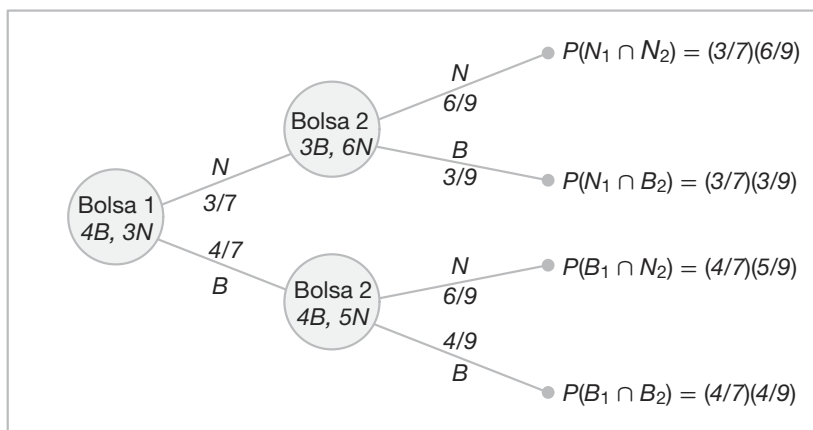 N
6/9
P(N₁ ∩ N₂) = (3/7)(6/9)
Bolsa 2
3B, 6N
B
3/9
P(N₁ ∩ B₂) = (3/7)(3/9)
N
3/7
Bolsa 1
4B, 3N
4/7
B
N
6/9
P(B₁ ∩ N₂) = (4/7)(5/9)
Bolsa 2
4B, 5N
4/9
B
P(B₁ ∩ B₂) = (4/7)(4/9)